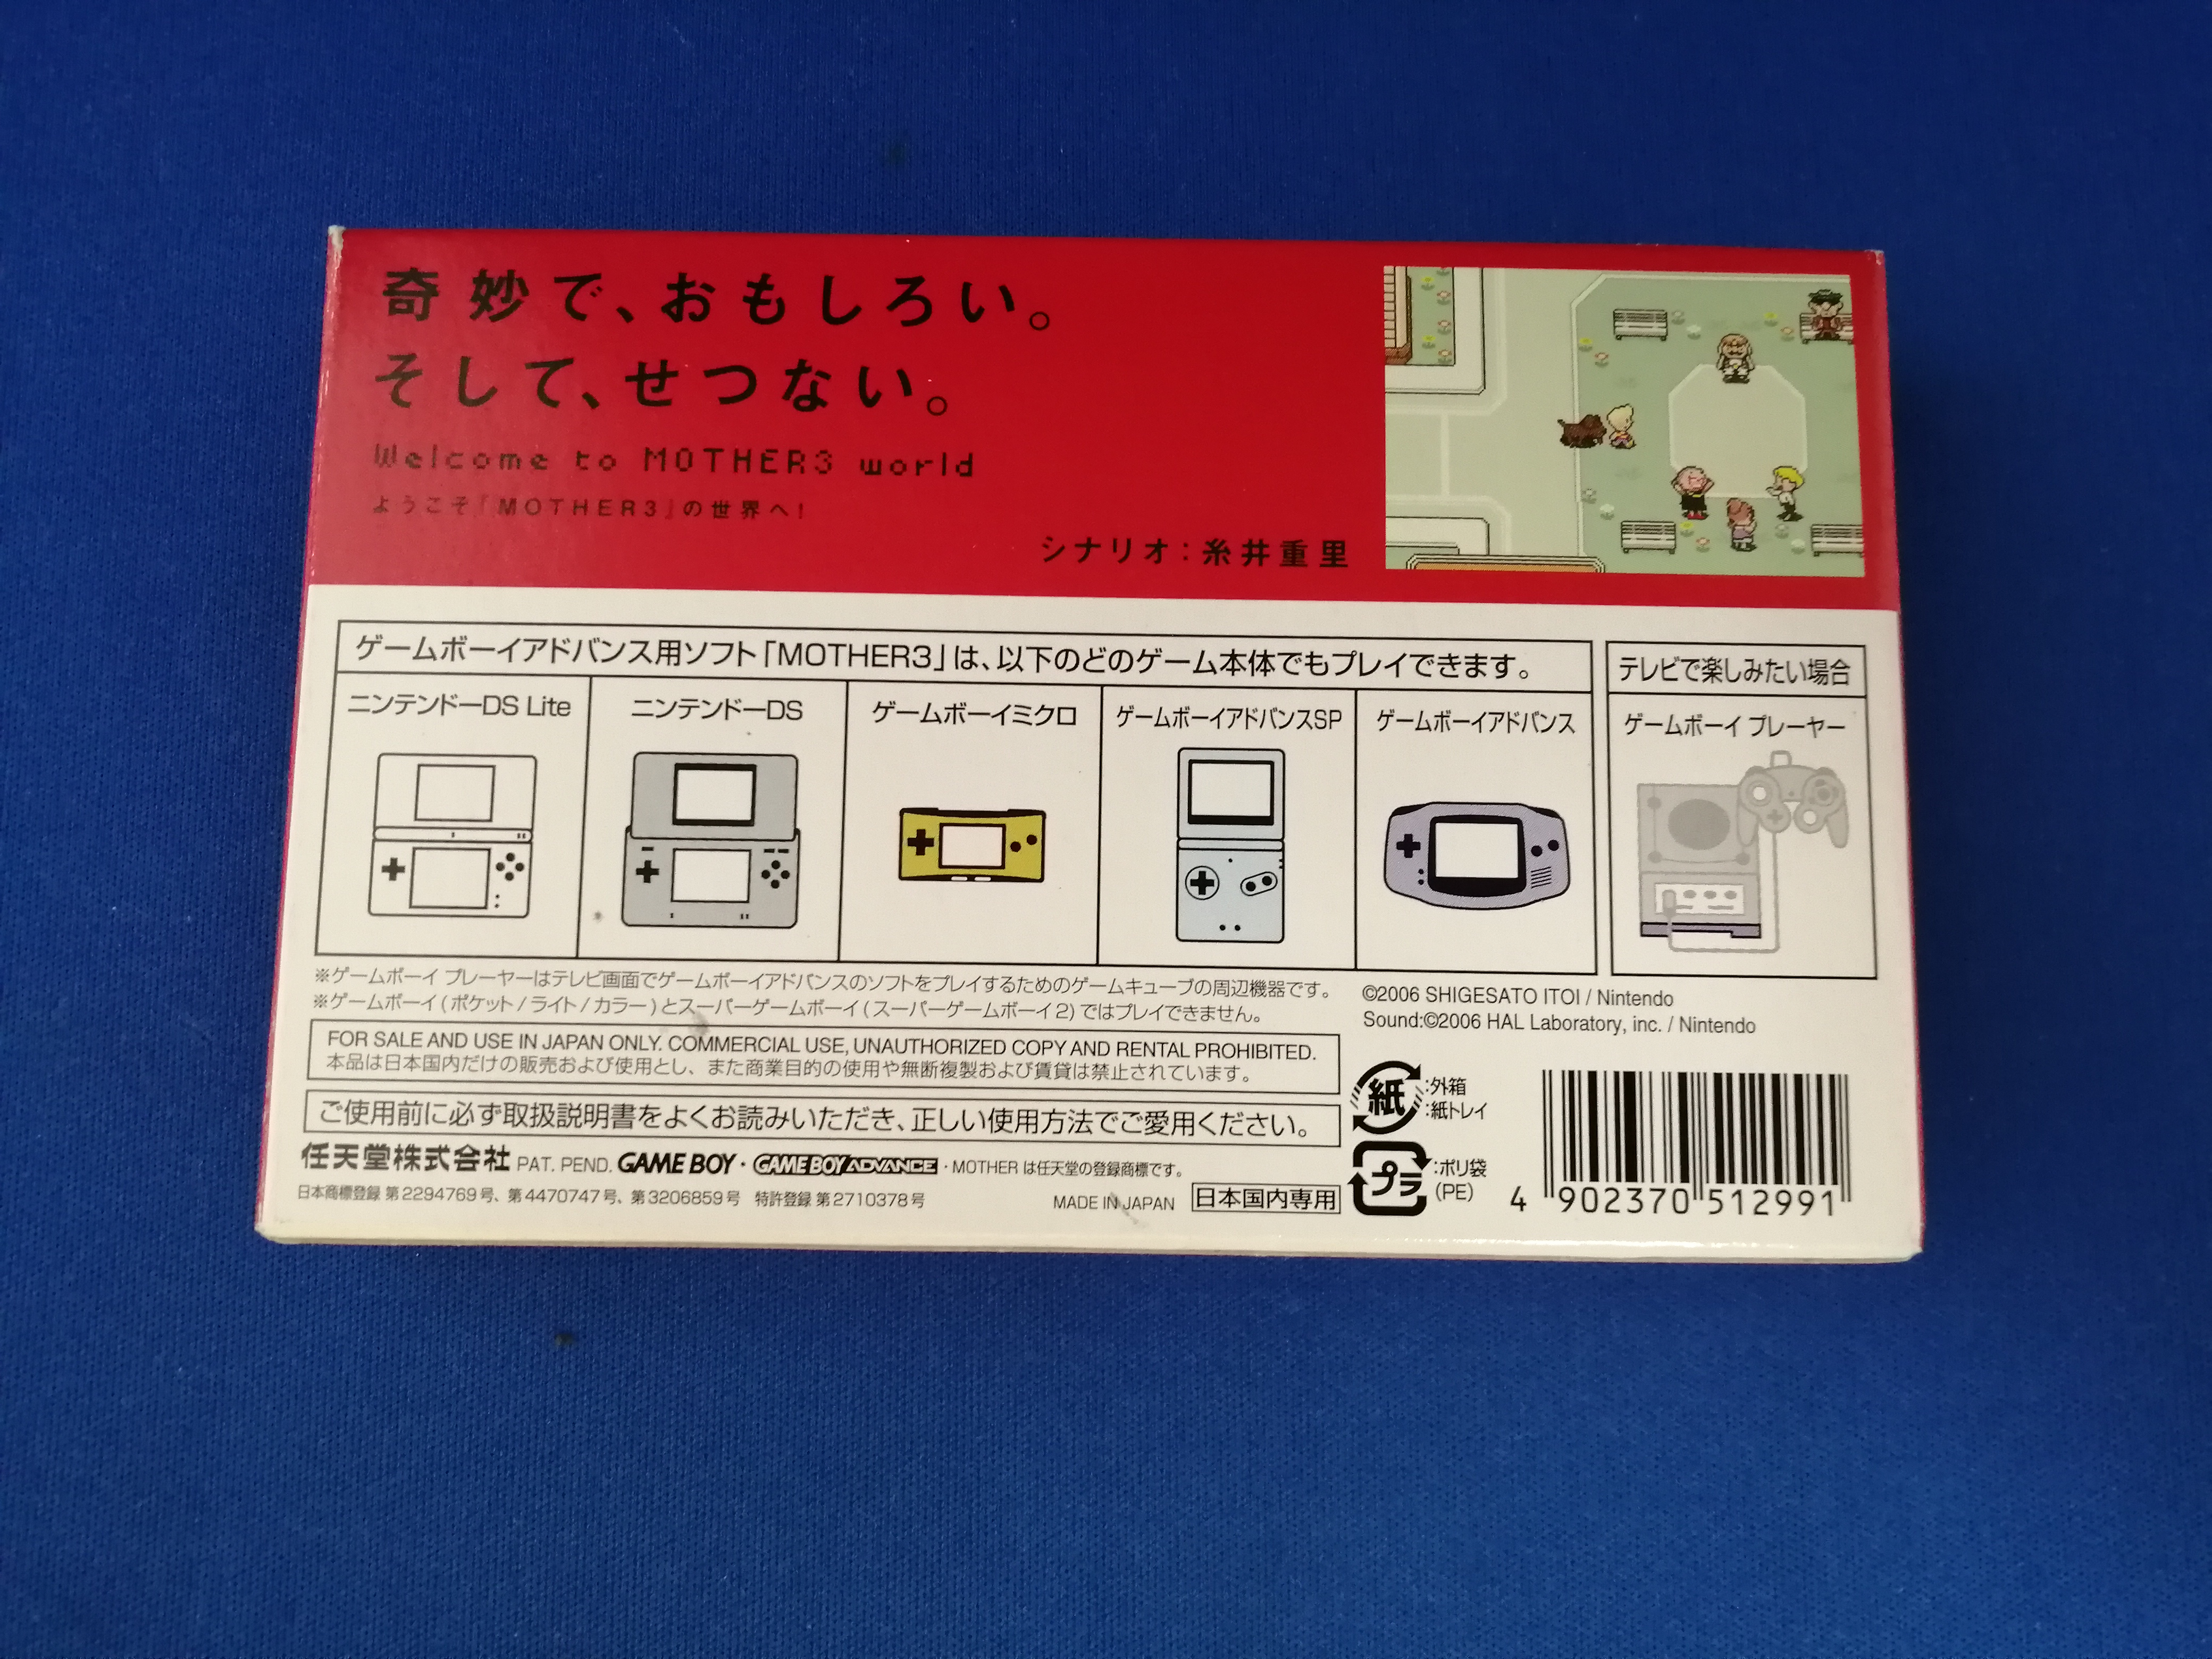 奇妙で、おもしろい。
そして、せつない。
Welcome to MOTHER3 world
ようこそ「MOTHER3」の世界へ!
シナリオ:糸井重里
ゲームボーイアドバンス用ソフト「MOTHER3」は、以下のどのゲーム本体でもプレイできます。
テレビで楽しみたい場合
ニンテンドーDS Lite
ニンテンドーDS
ゲームボーイミクロ
ゲームボーイアドバンスSP
ゲームボーイアドバンス
ゲームボーイ プレーヤー
※ゲームボーイ プレーヤーはテレビ画面でゲームボーイアドバンスのソフトをプレイするためのゲームキューブの周辺機器です。
※ゲームボーイ(ポケット/ライト/カラー)とスーパーゲームボーイ(スーパーゲームボーイ2)ではプレイできません。
©2006 SHIGESATO ITOI / Nintendo
Sound:©2006 HAL Laboratory, inc. / Nintendo
FOR SALE AND USE IN JAPAN ONLY. COMMERCIAL USE, UNAUTHORIZED COPY AND RENTAL PROHIBITED.
本品は日本国内だけの販売および使用とし、また商業目的の使用や無断複製および賃貸は禁止されています。
ご使用前に必ず取扱説明書をよくお読みいただき、正しい使用方法でご愛用ください。
任天堂株式会社 PAT. PEND. GAME BOY・GAME BOY ADVANCE・MOTHER は任天堂の登録商標です。
日本商標登録 第2294769号、第4470747号、第3206859号 特許登録 第2710378号
MADE IN JAPAN 日本国内専用
紙 :外箱
:紙トレイ
プラ :ポリ袋
(PE)
4 902370 512991